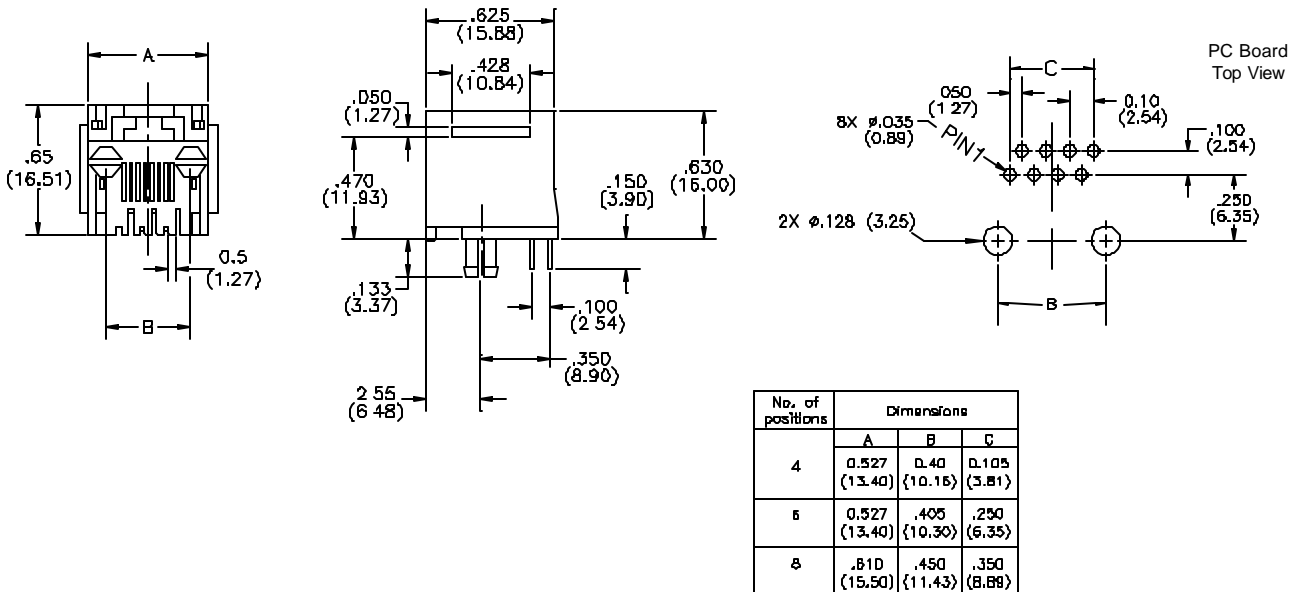 A
.65
(16.51)
0.5
(1.27)
B
.625
(15.88)
.428
(10.84)
.050
(1.27)
.470
(11.93)
.630
(16.00)
.150
(3.90)
.133
(3.37)
.100
(2.54)
.350
(8.90)
2.55
(6.48)
PC Board
Top View
C
.050
(1.27)
0.10
(2.54)
8X ø.035
(0.89)
PIN1
.100
(2.54)
.250
(6.35)
2X ø.128 (3.25)
B
No. of
positions
Dimensions
A B C
4 0.527 0.40 0.105
(13.40) (10.16) (3.81)
6 0.527 .405 .250
(13.40) (10.30) (6.35)
8 .610 .450 .350
(15.50) (11.43) (8.89)